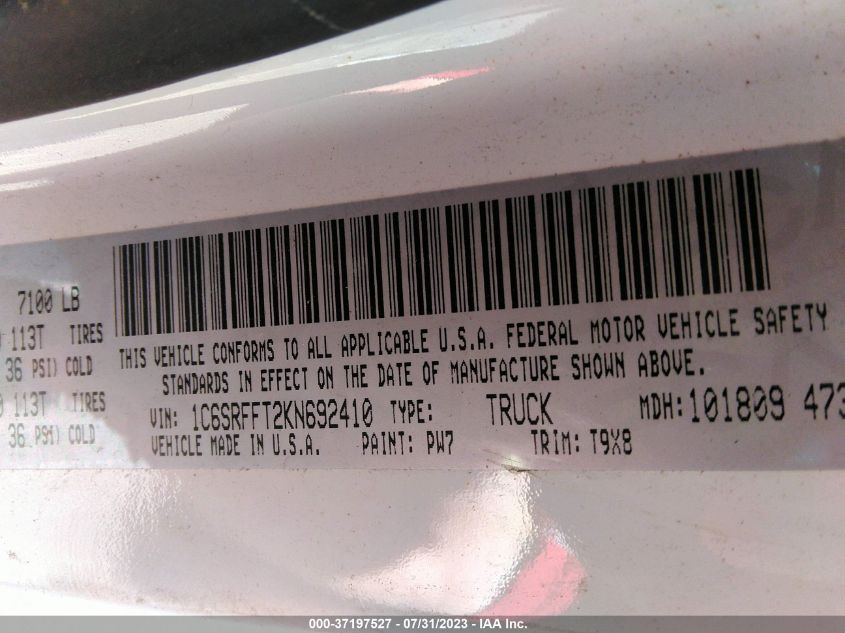 7100 LB
113T TIRES
36 PSI) COLD
113T TIRES
36 PSI) COLD
THIS VEHICLE CONFORMS TO ALL APPLICABLE U.S.A. FEDERAL MOTOR VEHICLE SAFETY
STANDARDS IN EFFECT ON THE DATE OF MANUFACTURE SHOWN ABOVE.
VIN: 1C6SRFFT2KN692410 TYPE: TRUCK MDH: 101809 473
VEHICLE MADE IN U.S.A. PAINT: PW7 TRIM: T9X8
000-37197527 - 07/31/2023 - IAA Inc.